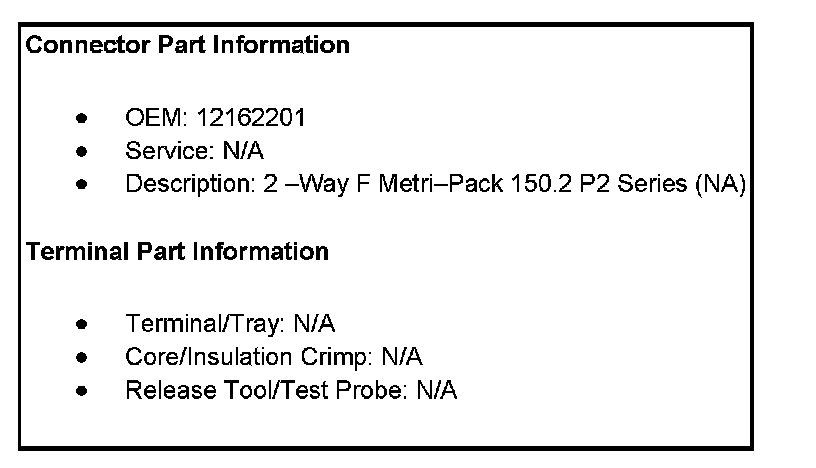 Connector Part Information
● OEM: 12162201
● Service: N/A
● Description: 2 –Way F Metri–Pack 150.2 P2 Series (NA)
Terminal Part Information
● Terminal/Tray: N/A
● Core/Insulation Crimp: N/A
● Release Tool/Test Probe: N/A